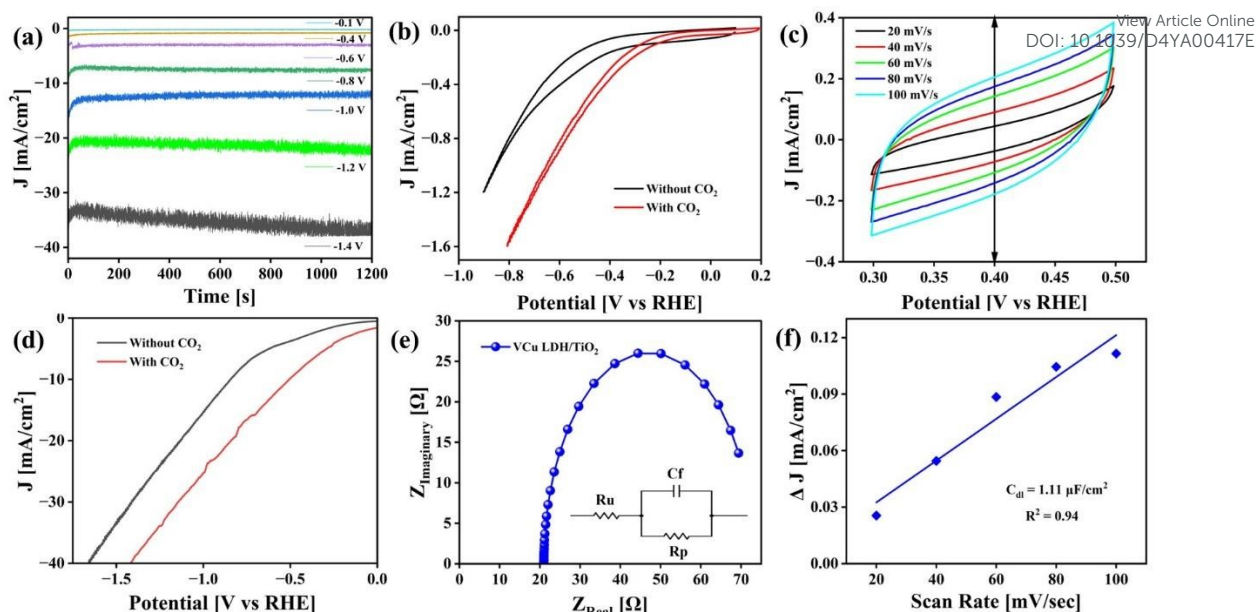 View Article Online
DOI: 10.1039/D4YA00417E
(a)
0
−10
−20
−30
−40
J [mA/cm²]
-0.1 V
-0.4 V
-0.6 V
-0.8 V
-1.0 V
-1.2 V
-1.4 V
0 200 400 600 800 1000 1200
Time [s]
(b)
0.0
−0.4
−0.8
−1.2
−1.6
J [mA/cm²]
Without CO₂
With CO₂
−1.0 −0.8 −0.6 −0.4 −0.2 0.0 0.2
Potential [V vs RHE]
(c)
0.4
0.2
0.0
−0.2
−0.4
J [mA/cm²]
20 mV/s
40 mV/s
60 mV/s
80 mV/s
100 mV/s
0.30 0.35 0.40 0.45 0.50
Potential [V vs RHE]
(d)
0
−10
−20
−30
−40
J [mA/cm²]
Without CO₂
With CO₂
−1.5 −1.0 −0.5 0.0
Potential [V vs RHE]
(e)
30
25
20
15
10
5
0
Z_Imaginary [Ω]
VCu LDH/TiO₂
Cf
Ru
Rp
0 10 20 30 40 50 60 70
Z_Real [Ω]
(f)
0.12
0.09
0.06
0.03
0.00
Δ J [mA/cm²]
C_dl = 1.11 µF/cm²
R² = 0.94
20 40 60 80 100
Scan Rate [mV/sec]